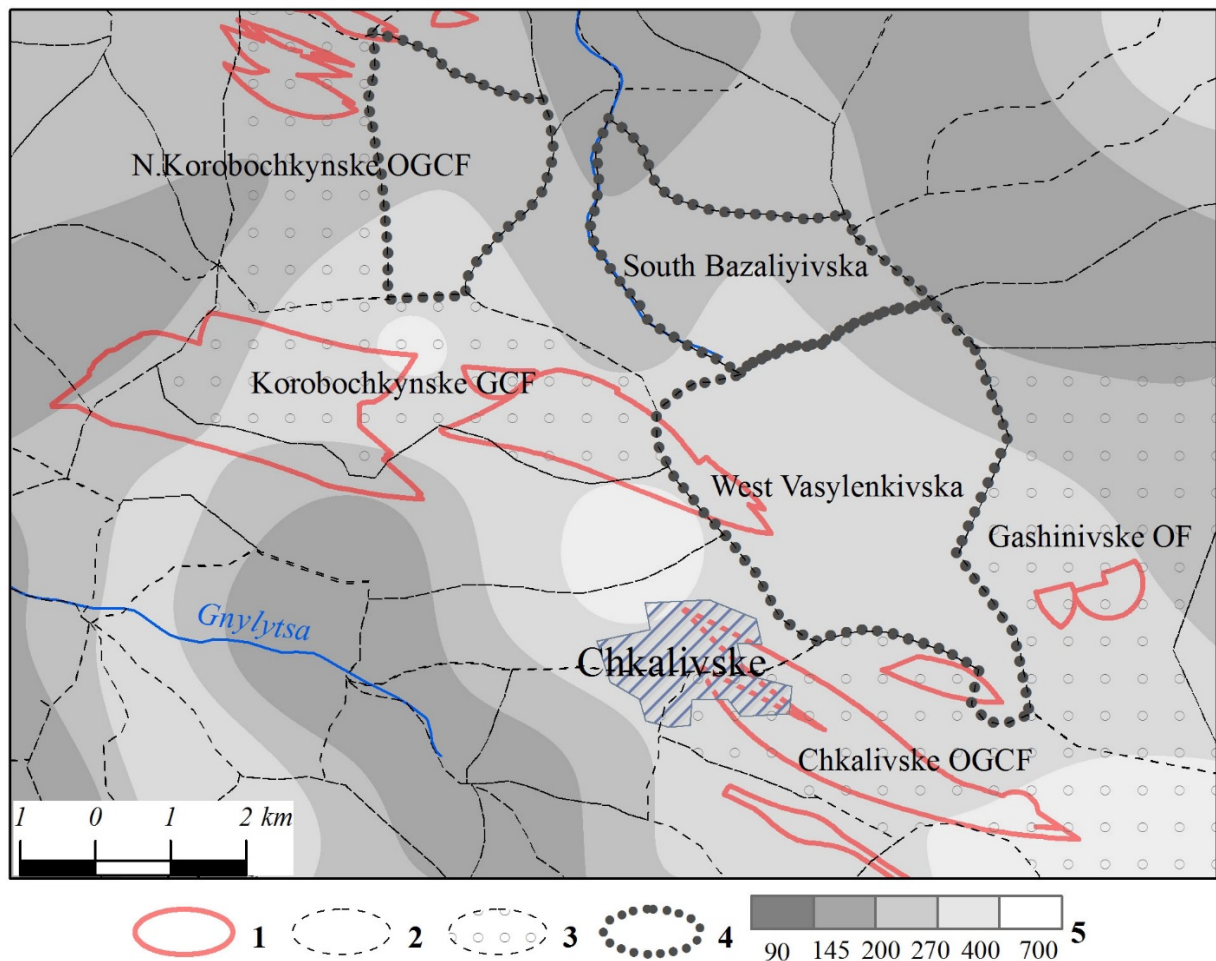 N.Korobochkynske OGCF
South Bazaliyivska
Korobochkynske GCF
West Vasylenkivska
Gashinivske OF
Gnylytsa
Chkalivske
Chkalivske OGCF
1 0 1 2 km
1 2 3 4 5
90 145 200 270 400 700